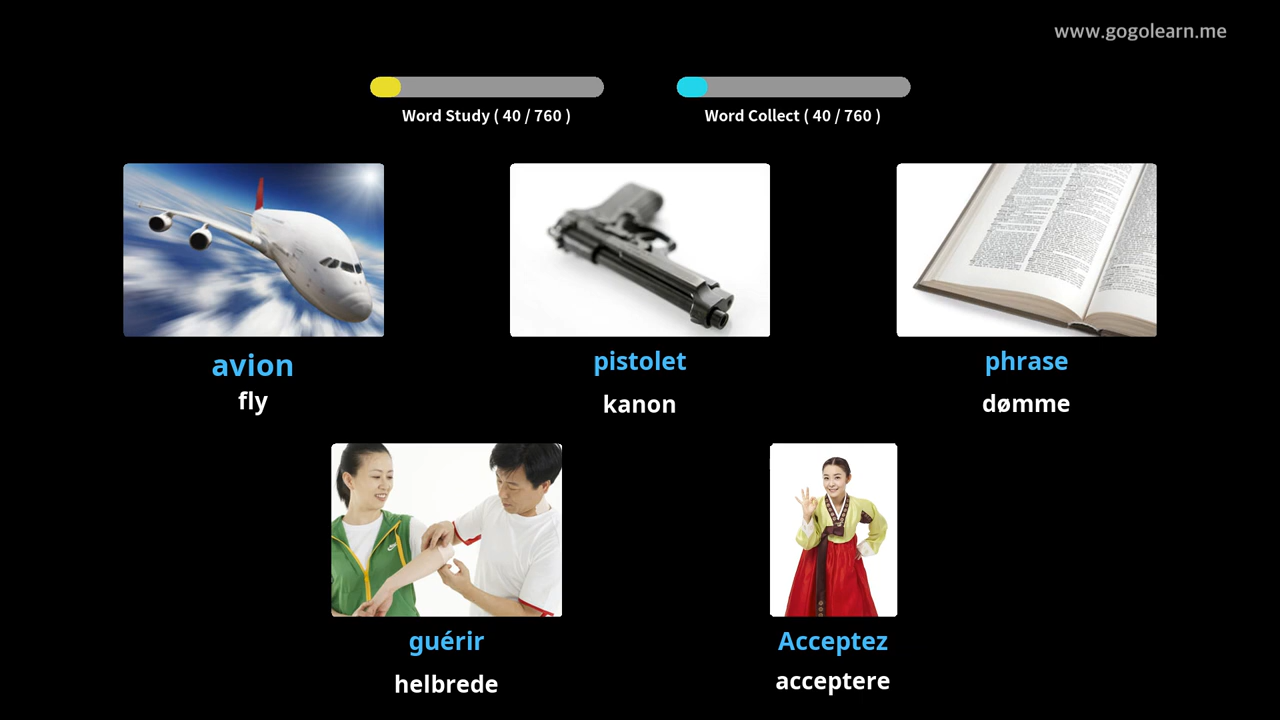 www.gogolearn.me
Word Study ( 40 / 760 )
Word Collect ( 40 / 760 )
avion
fly
pistolet
kanon
phrase
dømme
guérir
helbrede
Acceptez
acceptere